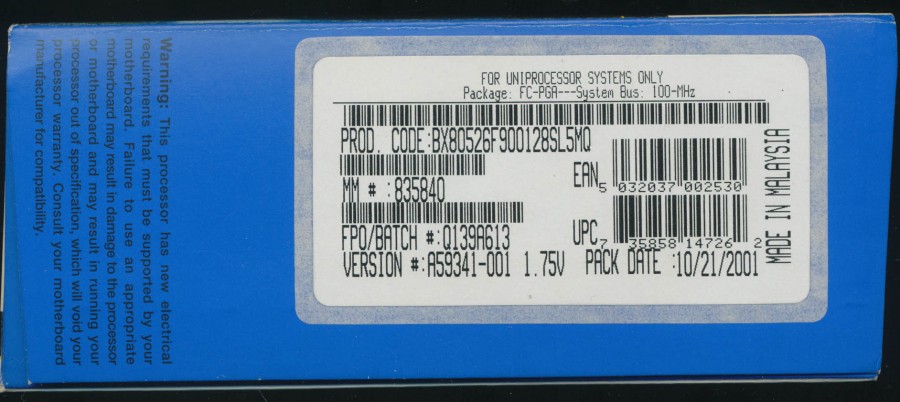 Warning: This processor has new electrical
requirements that must be supported by your
motherboard. Failure to use an appropriate
motherboard may result in damage to the processor
or motherboard and may result in running your
processor out of specification, which will void your
processor warranty. Consult your motherboard
manufacturer for compatibility.
FOR UNIPROCESSOR SYSTEMS ONLY
Package: FC-PGA---System Bus: 100-MHz
PROD. CODE:BX80526F900128SL5MQ
MM # :835840
EAN 5 032037 002530
FPO/BATCH #:Q139A613
UPC 7 35858 14726 2
VERSION #:A59341-001 1.75V PACK DATE :10/21/2001
MADE IN MALAYSIA